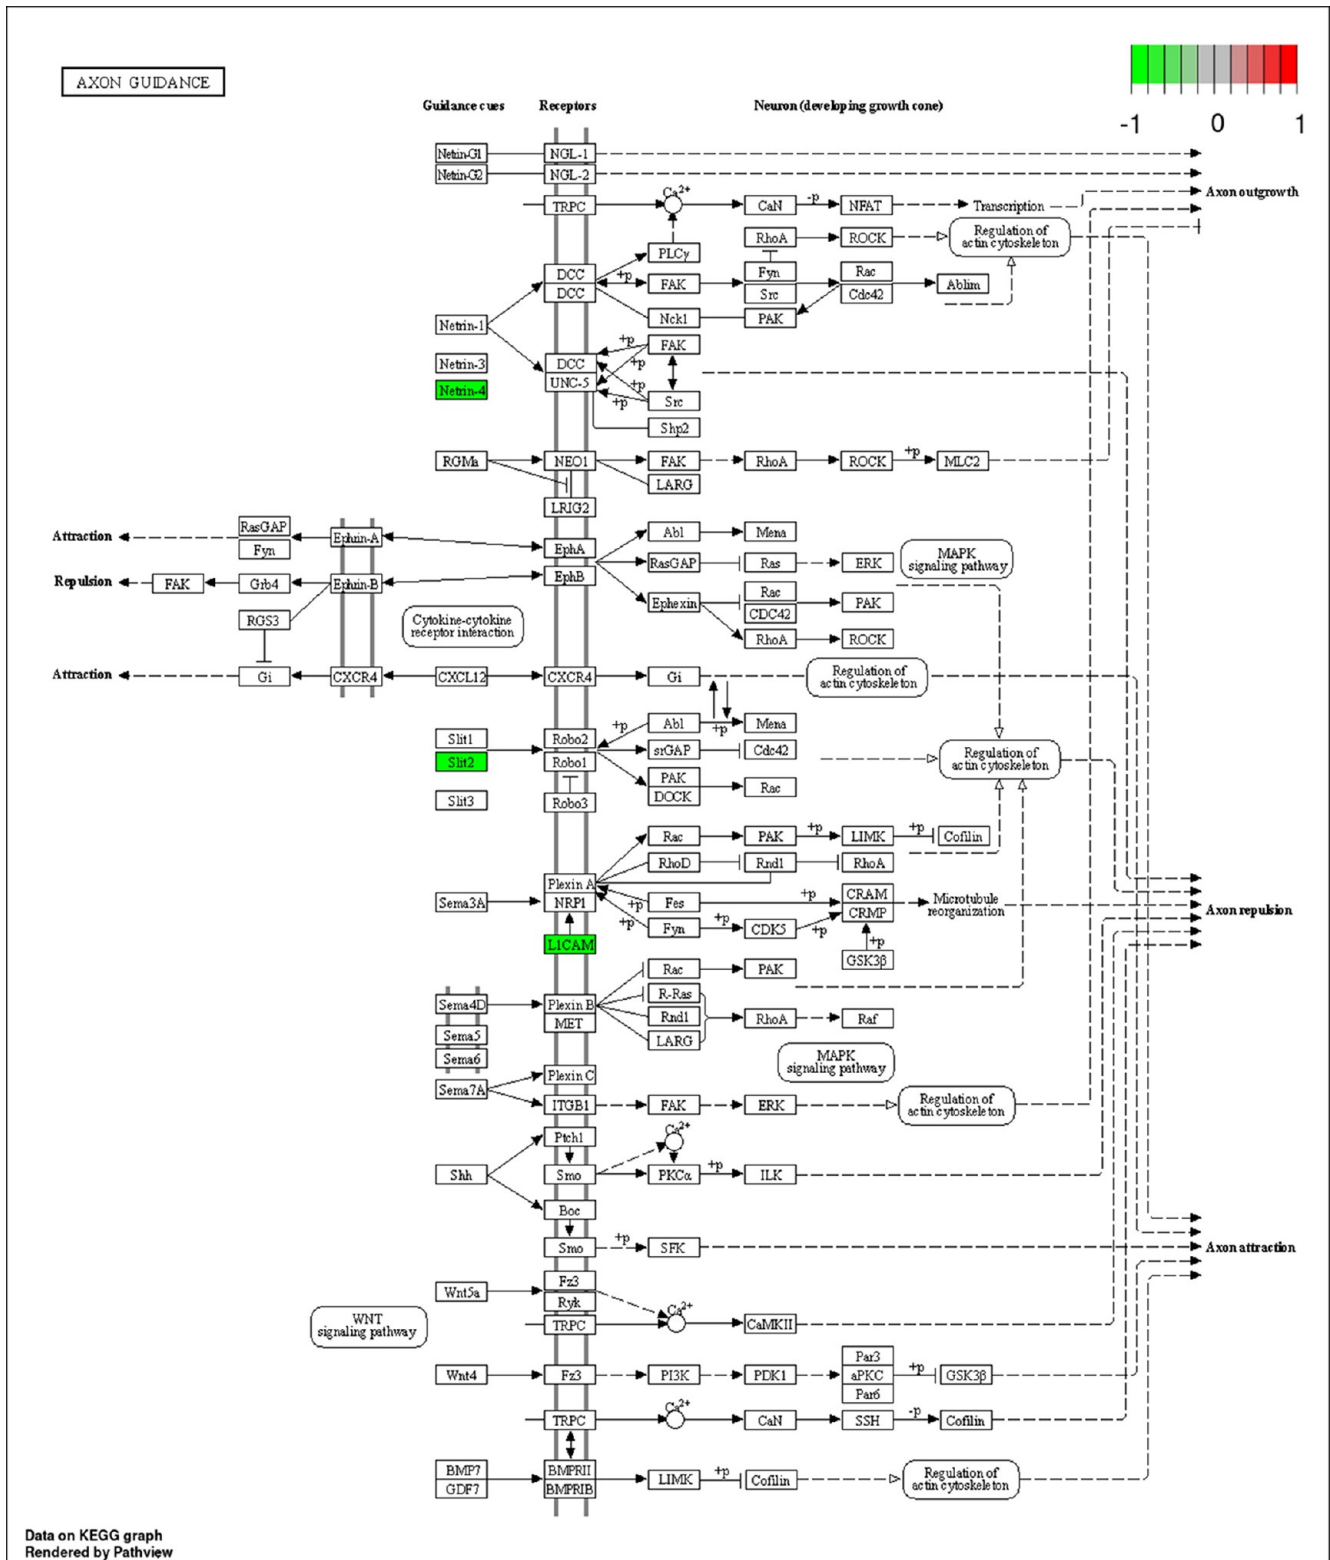 AXON GUIDANCE
-1 0 1
Guidance cues Receptors Neuron (developing growth cone)
Netrin-G1 NGL-1
Netrin-G2 NGL-2
Axon outgrowth
Ca2+
TRPC CaN -p NFAT Transcription
RhoA ROCK Regulation of
actin cytoskeleton
PLCγ
DCC +p FAK Fyn Rac Ablim
DCC Src Cdc42
Netrin-1 Nck1 PAK
+p FAK
Netrin-3 DCC +p
Netrin-4 UNC-5 +p
+p Src
Shp2
RGMa NEO1 FAK RhoA ROCK +p MLC2
LARG
LRIG2
RasGAP Abl Mena
Attraction Fyn Ephrin-A EphA
RasGAP Ras ERK MAPK
signaling pathway
Repulsion FAK Grb4 Ephrin-B EphB
Ephexin Rac PAK
CDC42
RGS3 Cytokine-cytokine
receptor interaction
RhoA ROCK
Attraction Gi CXCR4 CXCL12 CXCR4 Gi Regulation of
actin cytoskeleton
+p Abl +p Mena
Slit1 Robo2 srGAP Cdc42 Regulation of
actin cytoskeleton
Slit2 Robo1
PAK Rac
DOCK
Slit3 Robo3
Rac PAK +p LIMK +p Cofilin
RhoD Rnd1 RhoA
Plexin A
Sema3A NRP1 +p Fes +p CRAM Microtubule
reorganization
CRMP
Axon repulsion
+p Fyn +p CDK5 +p
L1CAM +p
GSK3β
Rac PAK
R-Ras
Sema4D Plexin B Rnd1 RhoA Raf
MET
LARG
Sema5
Sema6
MAPK
signaling pathway
Plexin C
Sema7A
ITGB1 FAK ERK Regulation of
actin cytoskeleton
Ptch1 Ca2+
Shh Smo PKCα +p ILK
Boc
Smo +p SFK Axon attraction
Wnt5a Fz3
Ryk
WNT
signaling pathway
Ca2+
TRPC CaMKII
Par3
Wnt4 Fz3 PI3K PDK1 aPKC +p GSK3β
Par6
Ca2+
TRPC CaN SSH -p Cofilin
BMP7 BMPRII LIMK +p Cofilin Regulation of
actin cytoskeleton
GDF7 BMPRIB
Data on KEGG graph
Rendered by Pathview